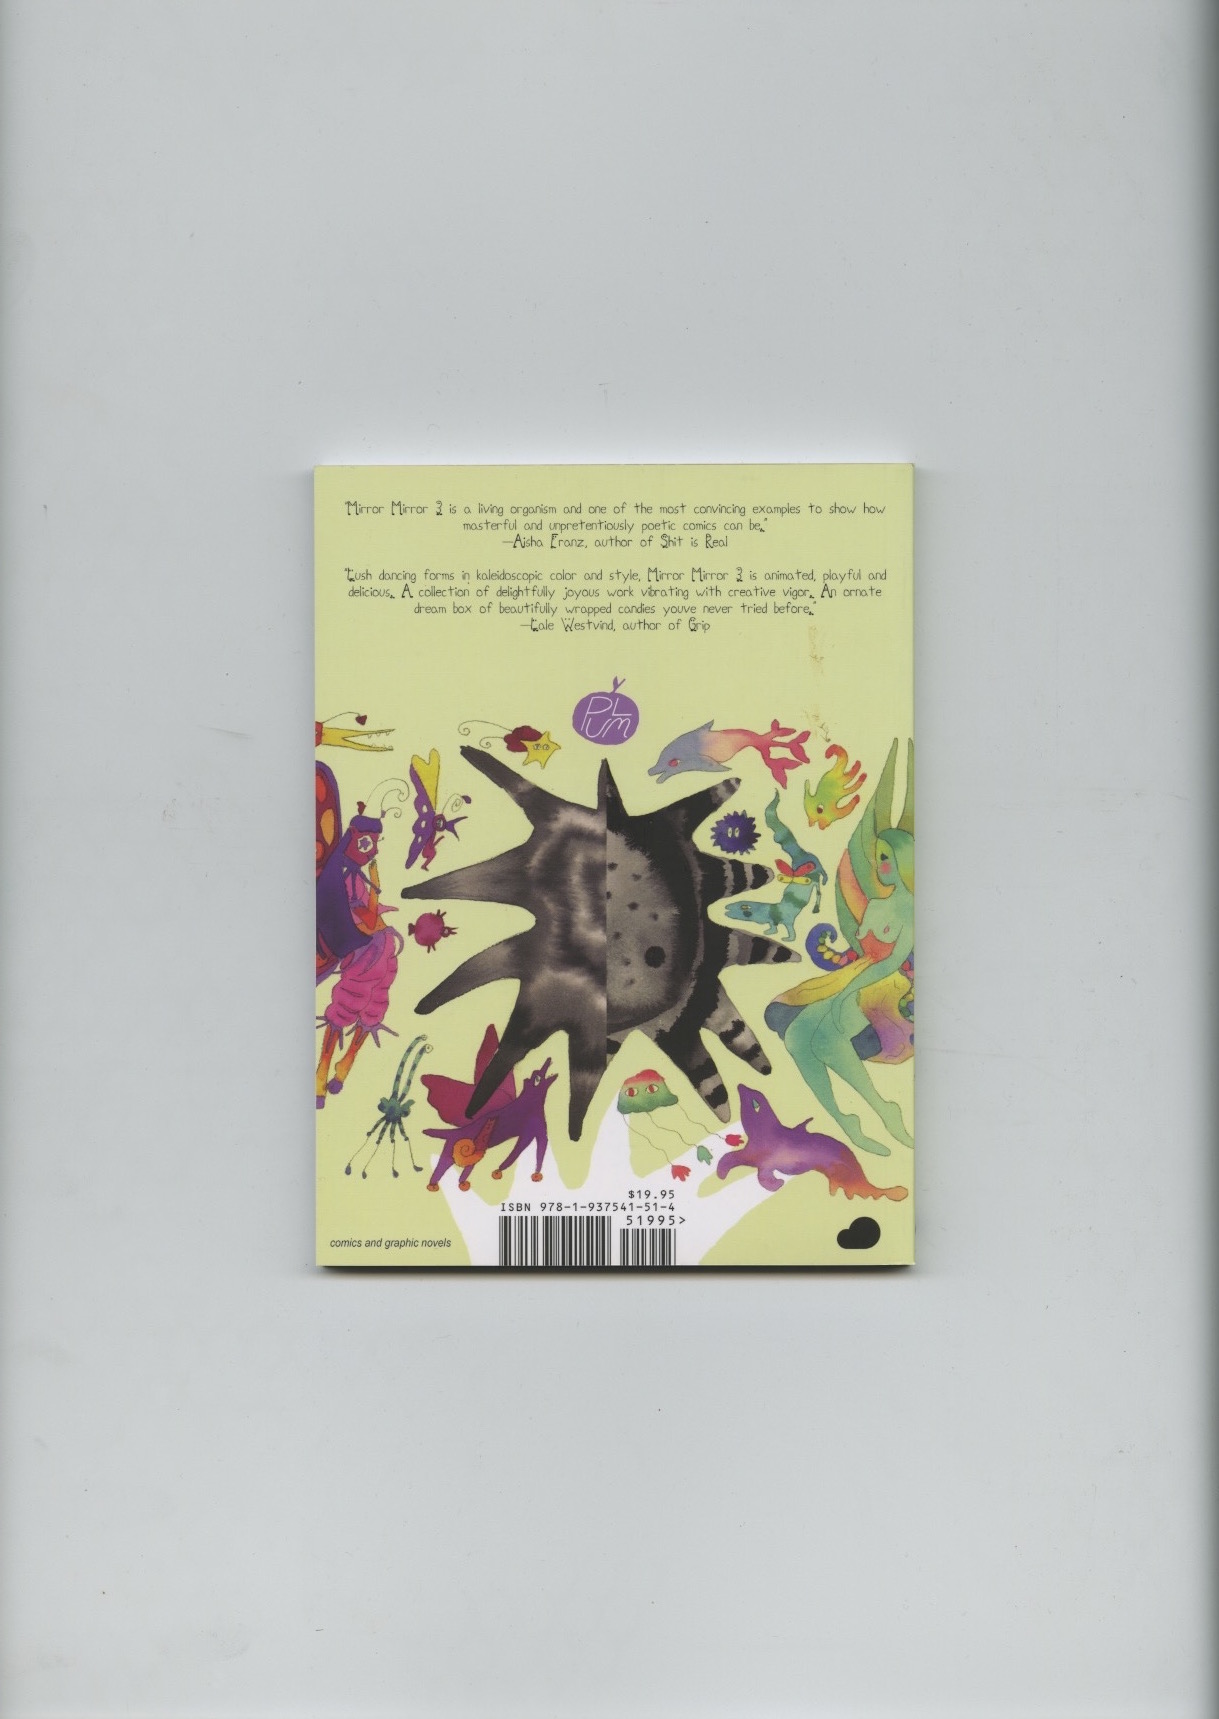 "Mirror Mirror 3 is a living organism and one of the most convincing examples to show how
masterful and unpretentiously poetic comics can be."
—Aisha Franz, author of Shit is Real
"Lush dancing forms in kaleidoscopic color and style, Mirror Mirror 3 is animated, playful and
delicious. A collection of delightfully joyous work vibrating with creative vigor. An ornate
dream box of beautifully wrapped candies youve never tried before."
—Lale Westvind, author of Grip
PLUM
$19.95
ISBN 978-1-937541-51-4
51995>
comics and graphic novels